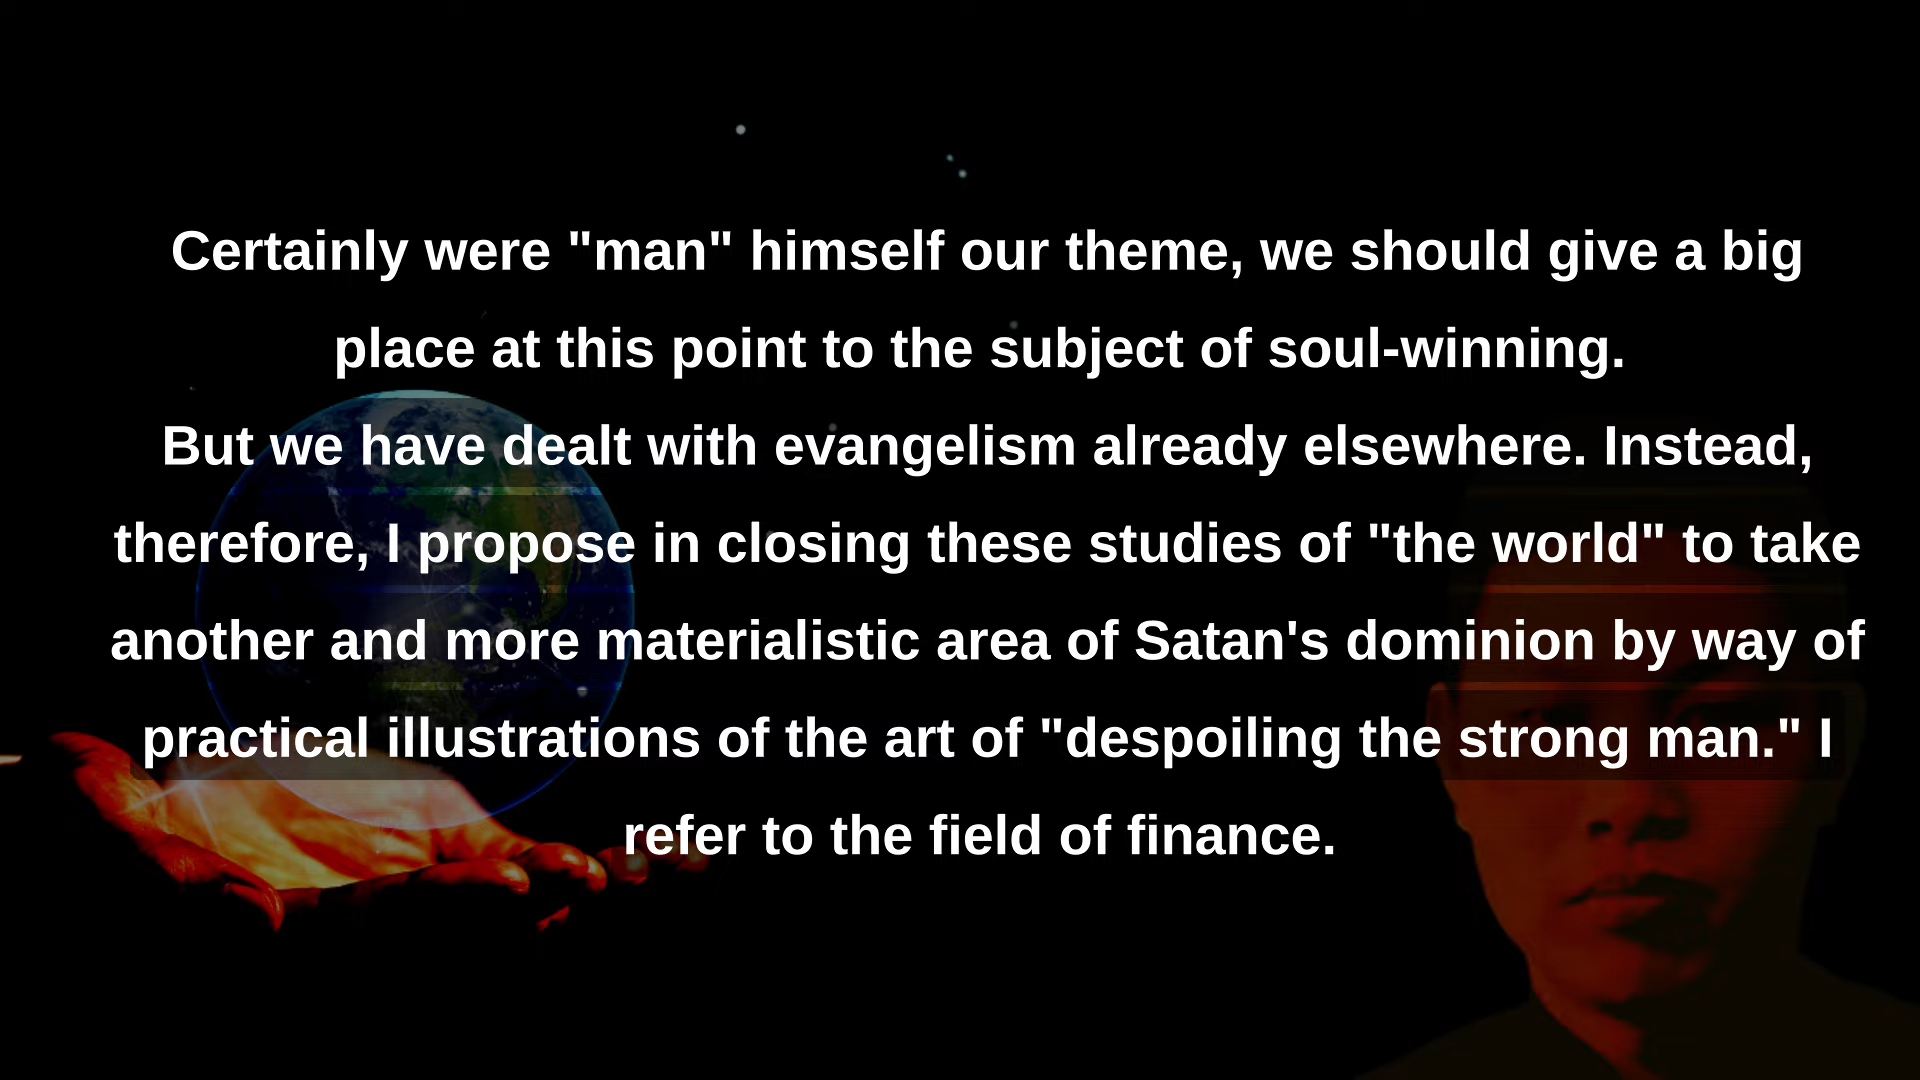 Certainly were "man" himself our theme, we should give a big
place at this point to the subject of soul-winning.
But we have dealt with evangelism already elsewhere. Instead,
therefore, I propose in closing these studies of "the world" to take
another and more materialistic area of Satan's dominion by way of
practical illustrations of the art of "despoiling the strong man." I
refer to the field of finance.